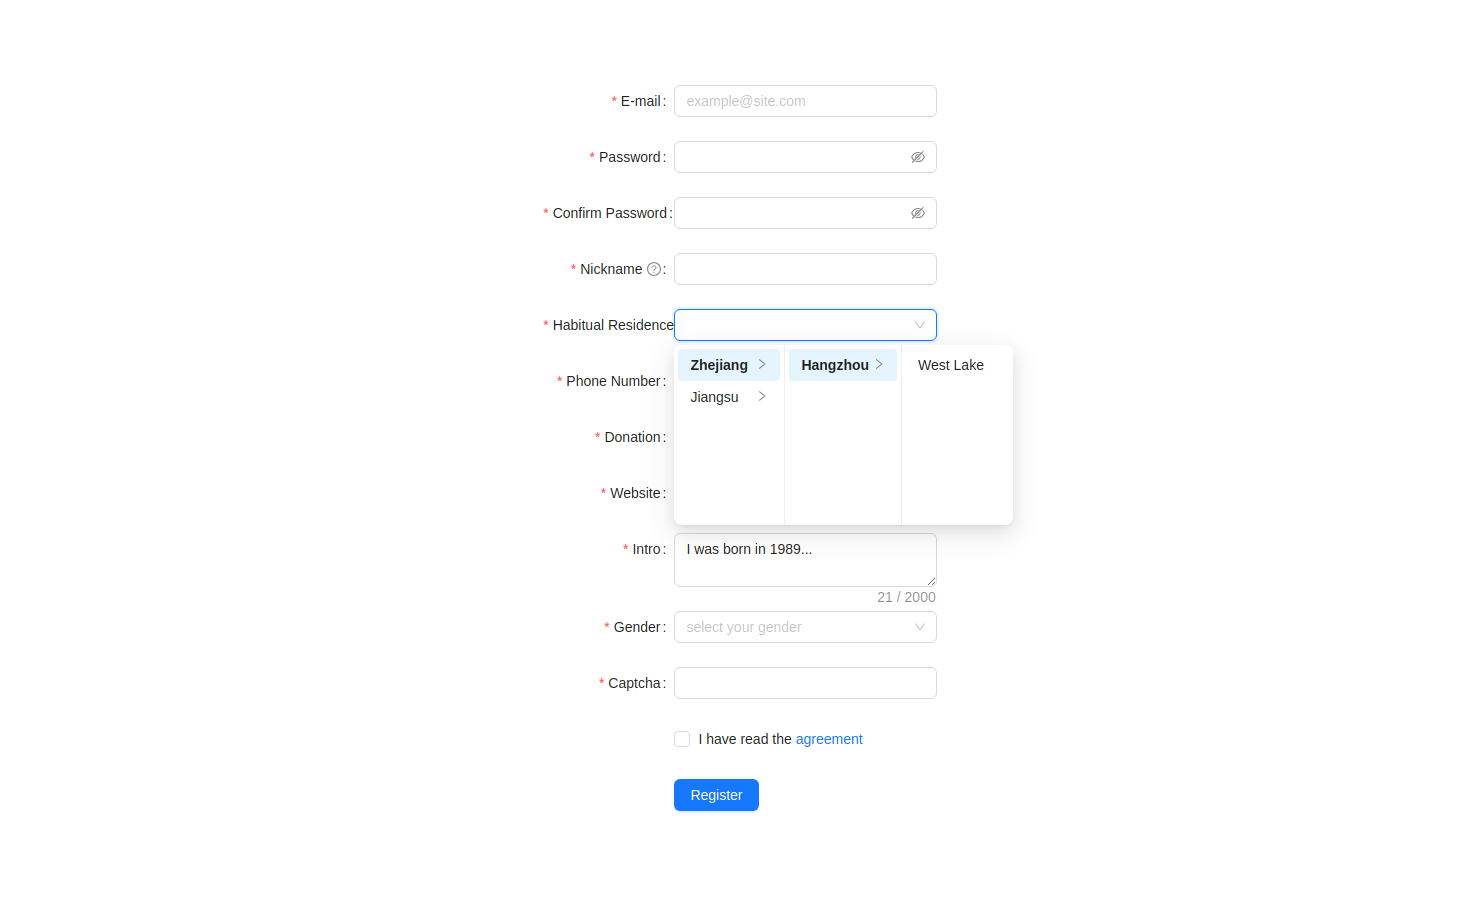 * E-mail : example@site.com
* Password :
* Confirm Password :
* Nickname :
* Habitual Residence
Zhejiang Hangzhou West Lake
* Phone Number :
Jiangsu
* Donation :
* Website :
* Intro : I was born in 1989...
21 / 2000
* Gender : select your gender
* Captcha :
I have read the agreement
Register